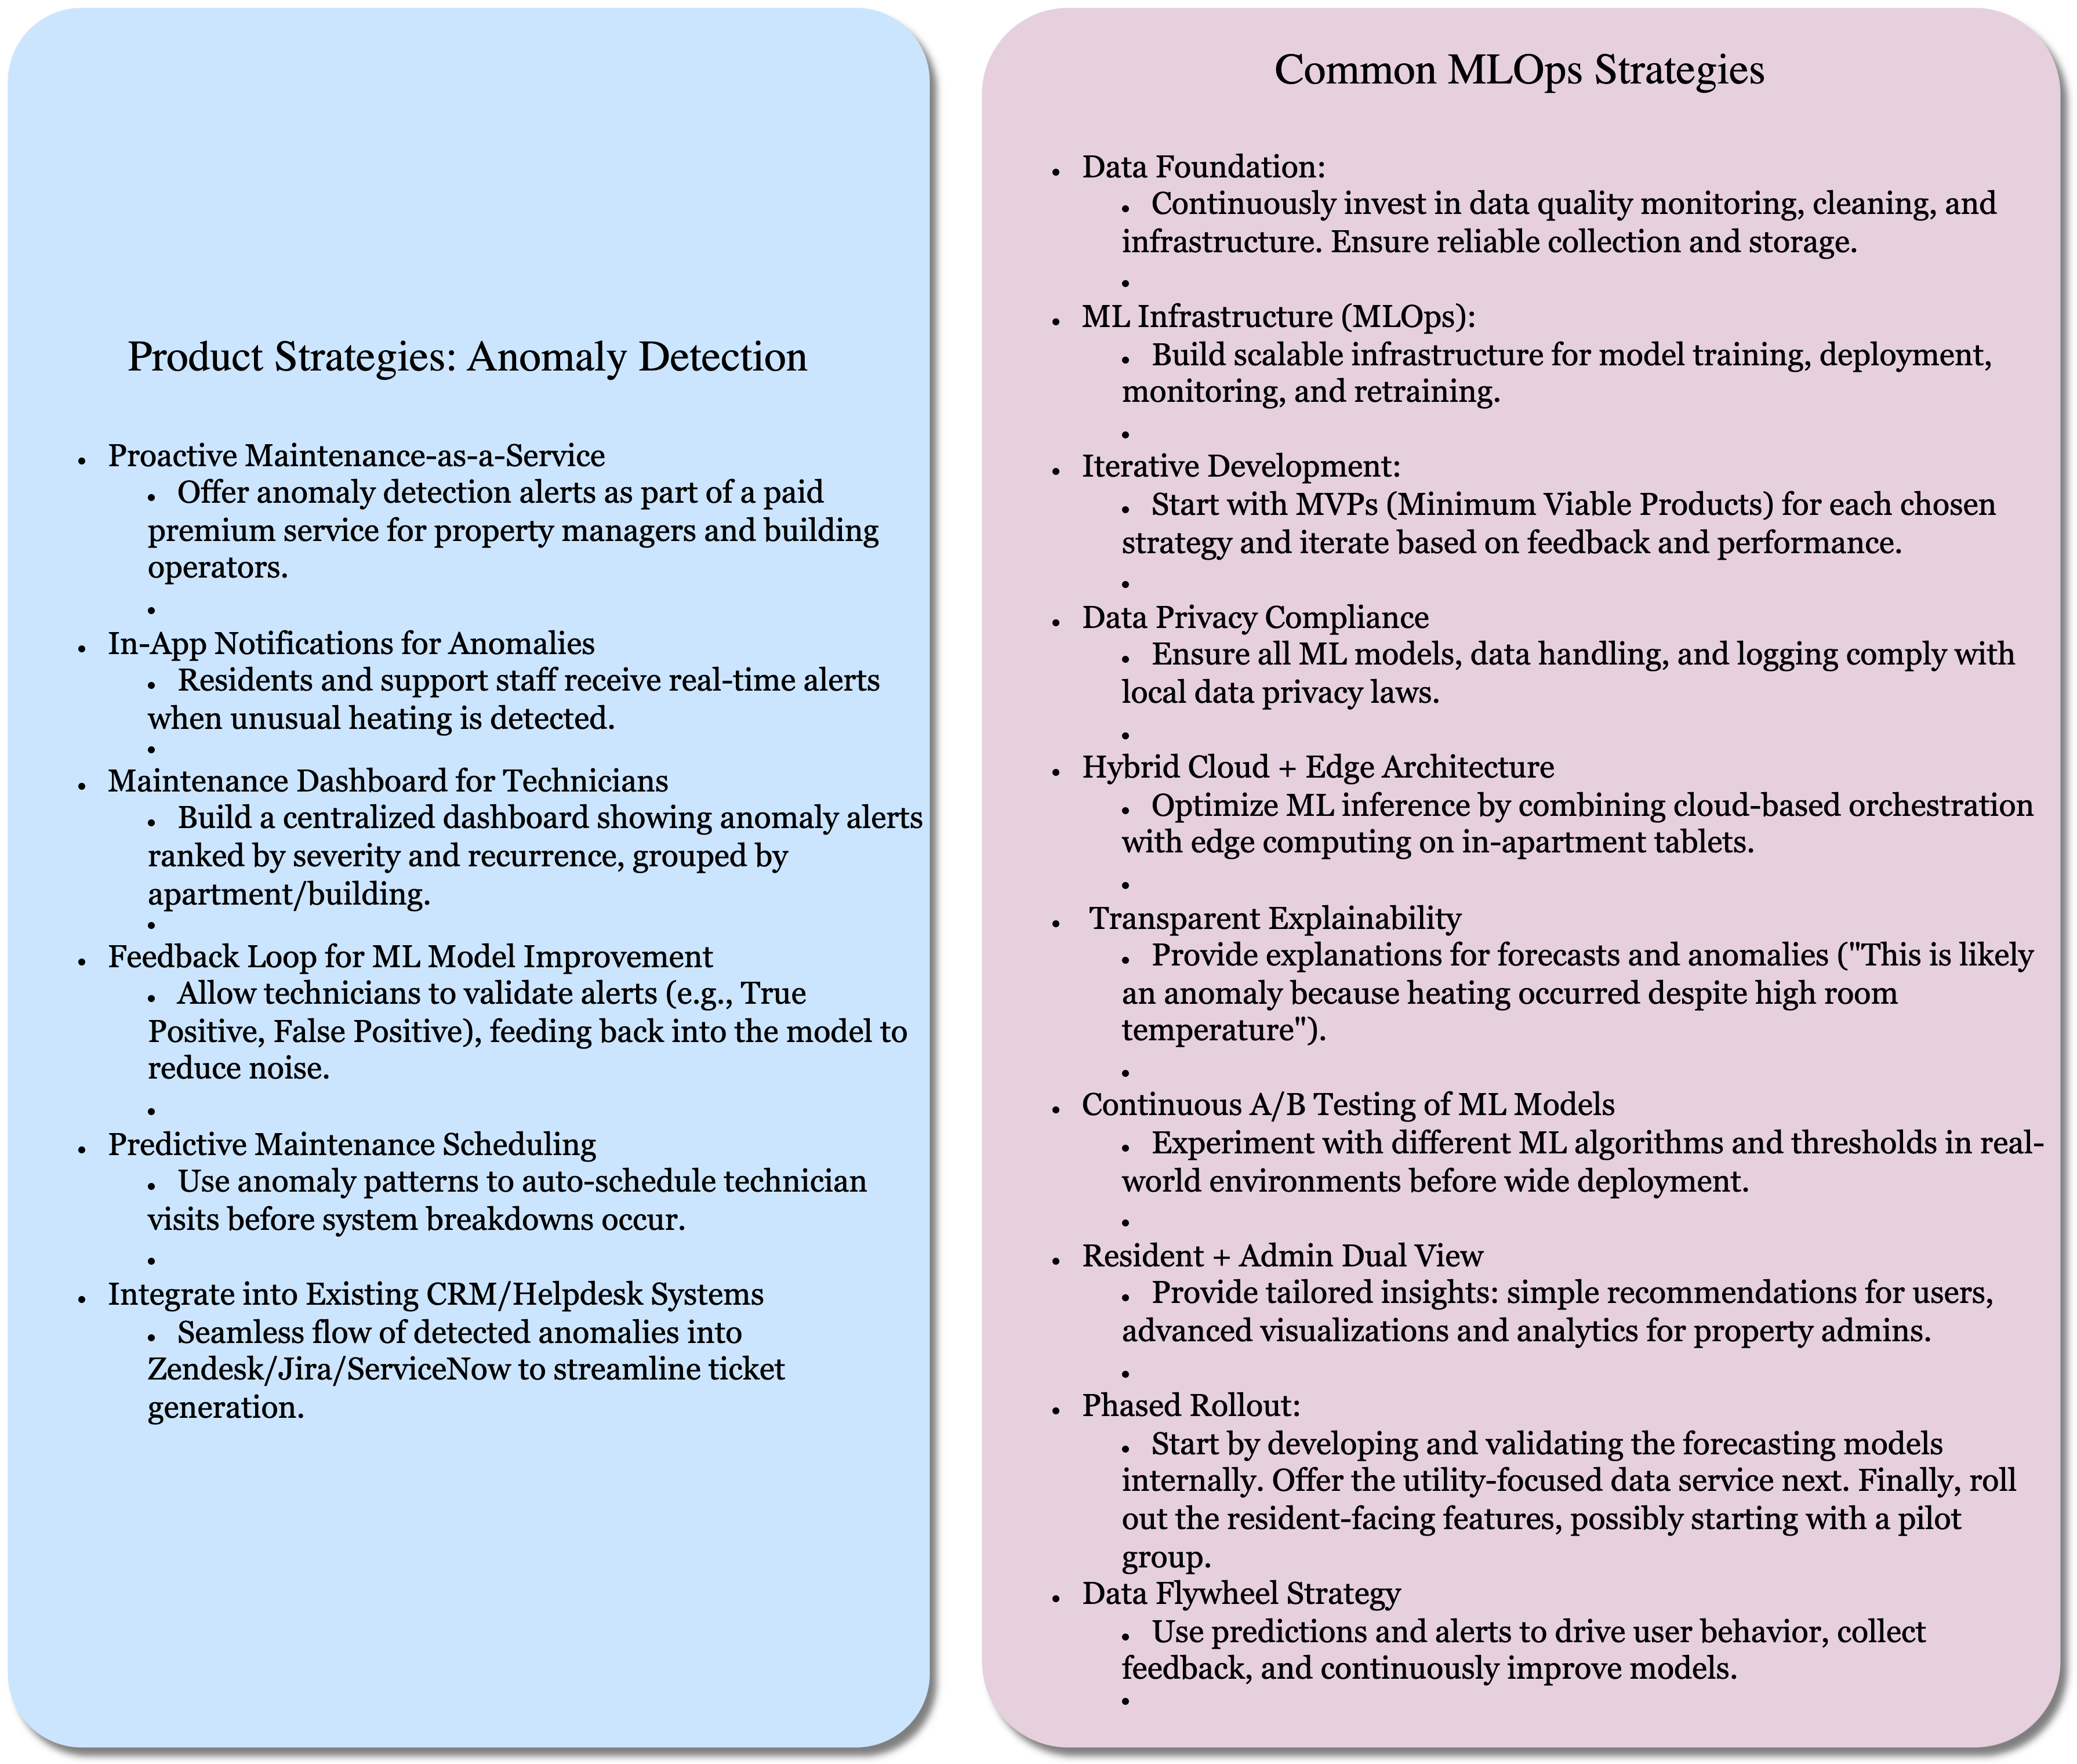 Product Strategies: Anomaly Detection
• Proactive Maintenance-as-a-Service
• Offer anomaly detection alerts as part of a paid
premium service for property managers and building
operators.
•
• In-App Notifications for Anomalies
• Residents and support staff receive real-time alerts
when unusual heating is detected.
•
• Maintenance Dashboard for Technicians
• Build a centralized dashboard showing anomaly alerts
ranked by severity and recurrence, grouped by
apartment/building.
•
• Feedback Loop for ML Model Improvement
• Allow technicians to validate alerts (e.g., True
Positive, False Positive), feeding back into the model to
reduce noise.
•
• Predictive Maintenance Scheduling
• Use anomaly patterns to auto-schedule technician
visits before system breakdowns occur.
•
• Integrate into Existing CRM/Helpdesk Systems
• Seamless flow of detected anomalies into
Zendesk/Jira/ServiceNow to streamline ticket
generation.
Common MLOps Strategies
• Data Foundation:
• Continuously invest in data quality monitoring, cleaning, and
infrastructure. Ensure reliable collection and storage.
•
• ML Infrastructure (MLOps):
• Build scalable infrastructure for model training, deployment,
monitoring, and retraining.
•
• Iterative Development:
• Start with MVPs (Minimum Viable Products) for each chosen
strategy and iterate based on feedback and performance.
•
• Data Privacy Compliance
• Ensure all ML models, data handling, and logging comply with
local data privacy laws.
•
• Hybrid Cloud + Edge Architecture
• Optimize ML inference by combining cloud-based orchestration
with edge computing on in-apartment tablets.
•
• Transparent Explainability
• Provide explanations for forecasts and anomalies ("This is likely
an anomaly because heating occurred despite high room
temperature").
•
• Continuous A/B Testing of ML Models
• Experiment with different ML algorithms and thresholds in real-
world environments before wide deployment.
•
• Resident + Admin Dual View
• Provide tailored insights: simple recommendations for users,
advanced visualizations and analytics for property admins.
•
• Phased Rollout:
• Start by developing and validating the forecasting models
internally. Offer the utility-focused data service next. Finally, roll
out the resident-facing features, possibly starting with a pilot
group.
• Data Flywheel Strategy
• Use predictions and alerts to drive user behavior, collect
feedback, and continuously improve models.
•